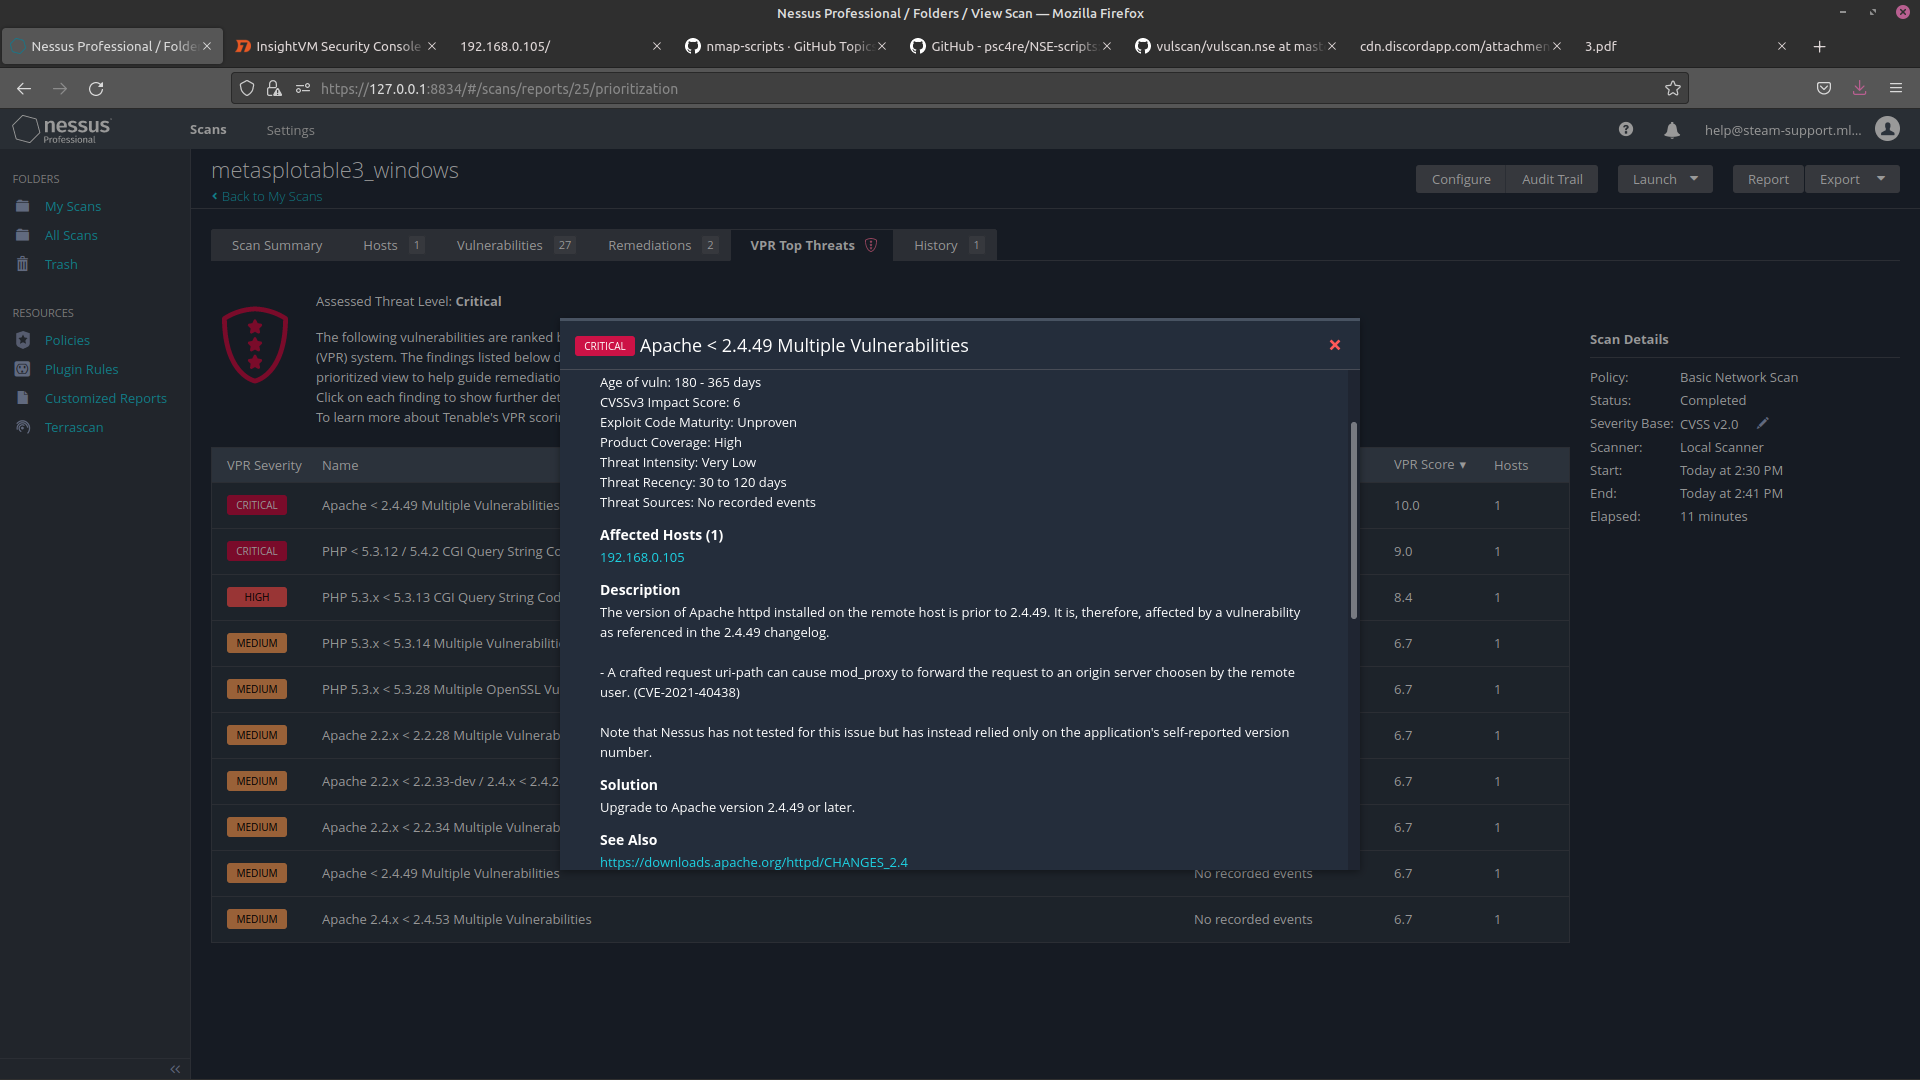 Nessus Professional / Folders / View Scan — Mozilla Firefox
Nessus Professional / Folde
InsightVM Security Console
192.168.0.105/
nmap-scripts · GitHub Topic
GitHub - psc4re/NSE-scripts
vulscan/vulscan.nse at mast
cdn.discordapp.com/attachmen
3.pdf
https://127.0.0.1:8834/#/scans/reports/25/prioritization
nessus
Professional
Scans
Settings
help@steam-support.ml...
FOLDERS
My Scans
All Scans
Trash
RESOURCES
Policies
Plugin Rules
Customized Reports
Terrascan
metasplotable3_windows
Back to My Scans
Configure
Audit Trail
Launch
Report
Export
Scan Summary
Hosts 1
Vulnerabilities 27
Remediations 2
VPR Top Threats
History 1
Assessed Threat Level: Critical
The following vulnerabilities are ranked
(VPR) system. The findings listed below
prioritized view to help guide remediatio
Click on each finding to show further det
To learn more about Tenable's VPR scori
VPR Severity Name VPR Score ▼ Hosts
CRITICAL Apache < 2.4.49 Multiple Vulnerabilities 10.0 1
CRITICAL PHP < 5.3.12 / 5.4.2 CGI Query String Co 9.0 1
HIGH PHP 5.3.x < 5.3.13 CGI Query String Cod 8.4 1
MEDIUM PHP 5.3.x < 5.3.14 Multiple Vulnerabiliti 6.7 1
MEDIUM PHP 5.3.x < 5.3.28 Multiple OpenSSL Vu 6.7 1
MEDIUM Apache 2.2.x < 2.2.28 Multiple Vulnerab 6.7 1
MEDIUM Apache 2.2.x < 2.2.33-dev / 2.4.x < 2.4.2 6.7 1
MEDIUM Apache 2.2.x < 2.2.34 Multiple Vulnerab 6.7 1
MEDIUM Apache < 2.4.49 Multiple Vulnerabilities No recorded events 6.7 1
MEDIUM Apache 2.4.x < 2.4.53 Multiple Vulnerabilities No recorded events 6.7 1
CRITICAL Apache < 2.4.49 Multiple Vulnerabilities
Age of vuln: 180 - 365 days
CVSSv3 Impact Score: 6
Exploit Code Maturity: Unproven
Product Coverage: High
Threat Intensity: Very Low
Threat Recency: 30 to 120 days
Threat Sources: No recorded events
Affected Hosts (1)
192.168.0.105
Description
The version of Apache httpd installed on the remote host is prior to 2.4.49. It is, therefore, affected by a vulnerability
as referenced in the 2.4.49 changelog.
- A crafted request uri-path can cause mod_proxy to forward the request to an origin server choosen by the remote
user. (CVE-2021-40438)
Note that Nessus has not tested for this issue but has instead relied only on the application's self-reported version
number.
Solution
Upgrade to Apache version 2.4.49 or later.
See Also
https://downloads.apache.org/httpd/CHANGES_2.4
Scan Details
Policy: Basic Network Scan
Status: Completed
Severity Base: CVSS v2.0
Scanner: Local Scanner
Start: Today at 2:30 PM
End: Today at 2:41 PM
Elapsed: 11 minutes